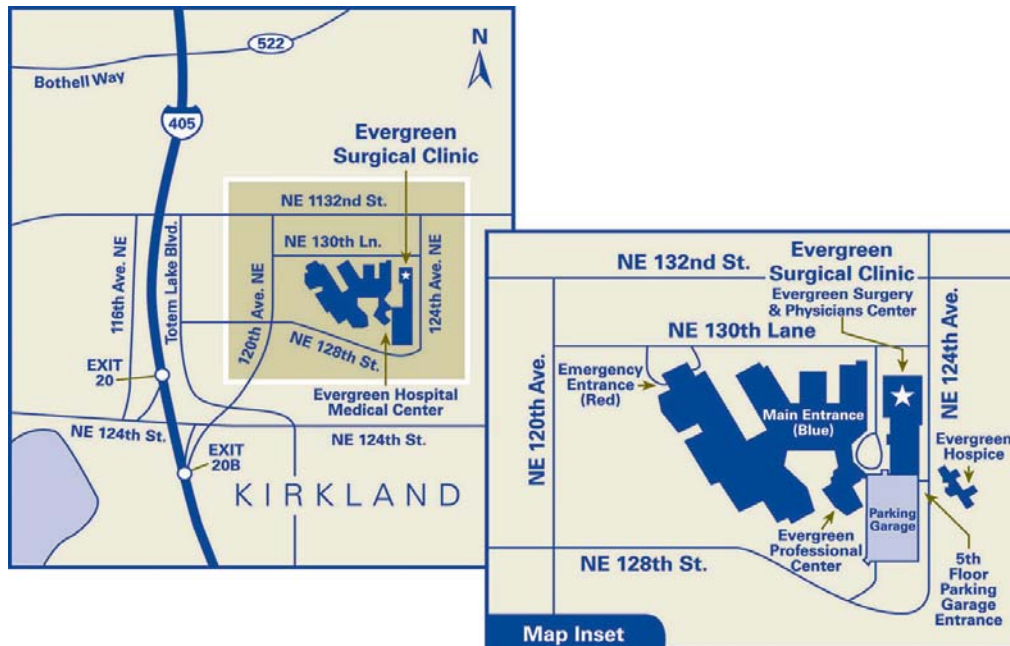 522
Bothell Way
N
405
Evergreen
Surgical Clinic
NE 1132nd St.
NE 130th Ln.
116th Ave. NE
Totem Lake Blvd.
120th Ave. NE
124th Ave. NE
NE 128th St.
EXIT
20
Evergreen Hospital
Medical Center
NE 124th St.
NE 124th St.
EXIT
20B
KIRKLAND
NE 132nd St.
Evergreen
Surgical Clinic
Evergreen Surgery
& Physicians Center
NE 130th Lane
NE 124th Ave.
NE 120th Ave.
Emergency
Entrance
(Red)
Main Entrance
(Blue)
Evergreen
Hospice
Parking
Garage
Evergreen
Professional
Center
NE 128th St.
5th
Floor
Parking
Garage
Entrance
Map Inset